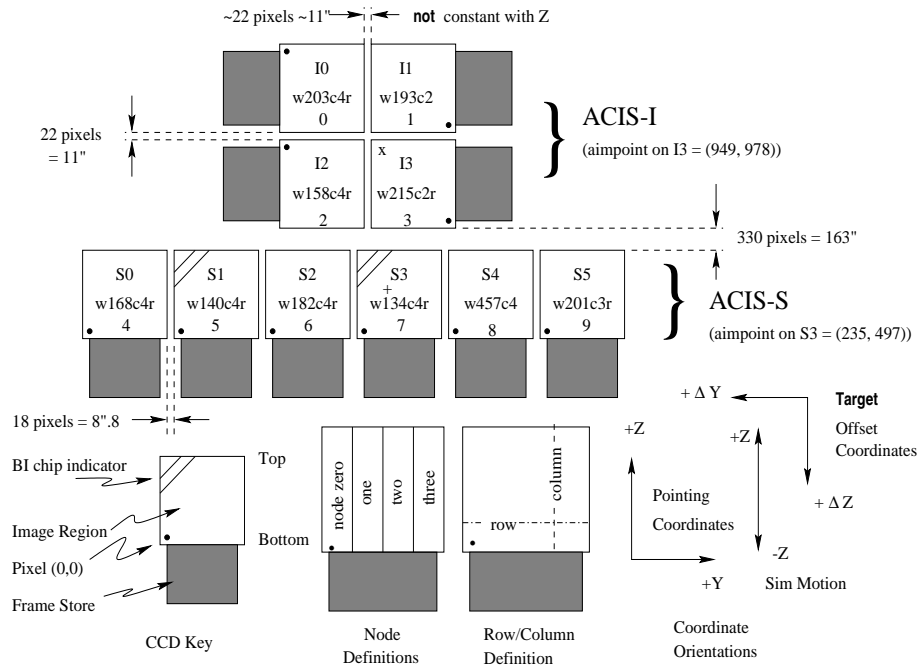 ~22 pixels ~11"
not constant with Z
I0
w203c4r
0
I1
w193c2
1
22 pixels
= 11"
I2
w158c4r
2
x
I3
w215c2r
3
ACIS-I
(aimpoint on I3 = (949, 978))
330 pixels = 163"
S0
w168c4r
4
S1
w140c4r
5
S2
w182c4r
6
S3
+
w134c4r
7
S4
w457c4
8
S5
w201c3r
9
ACIS-S
(aimpoint on S3 = (235, 497))
18 pixels = 8".8
BI chip indicator
Image Region
Pixel (0,0)
Frame Store
Top
Bottom
CCD Key
node zero
one
two
three
Node
Definitions
row
column
Row/Column
Definition
+ Δ Y
Target
Offset
Coordinates
+ Δ Z
+Z
Pointing
Coordinates
+Y
+Z
-Z
Sim Motion
Coordinate
Orientations